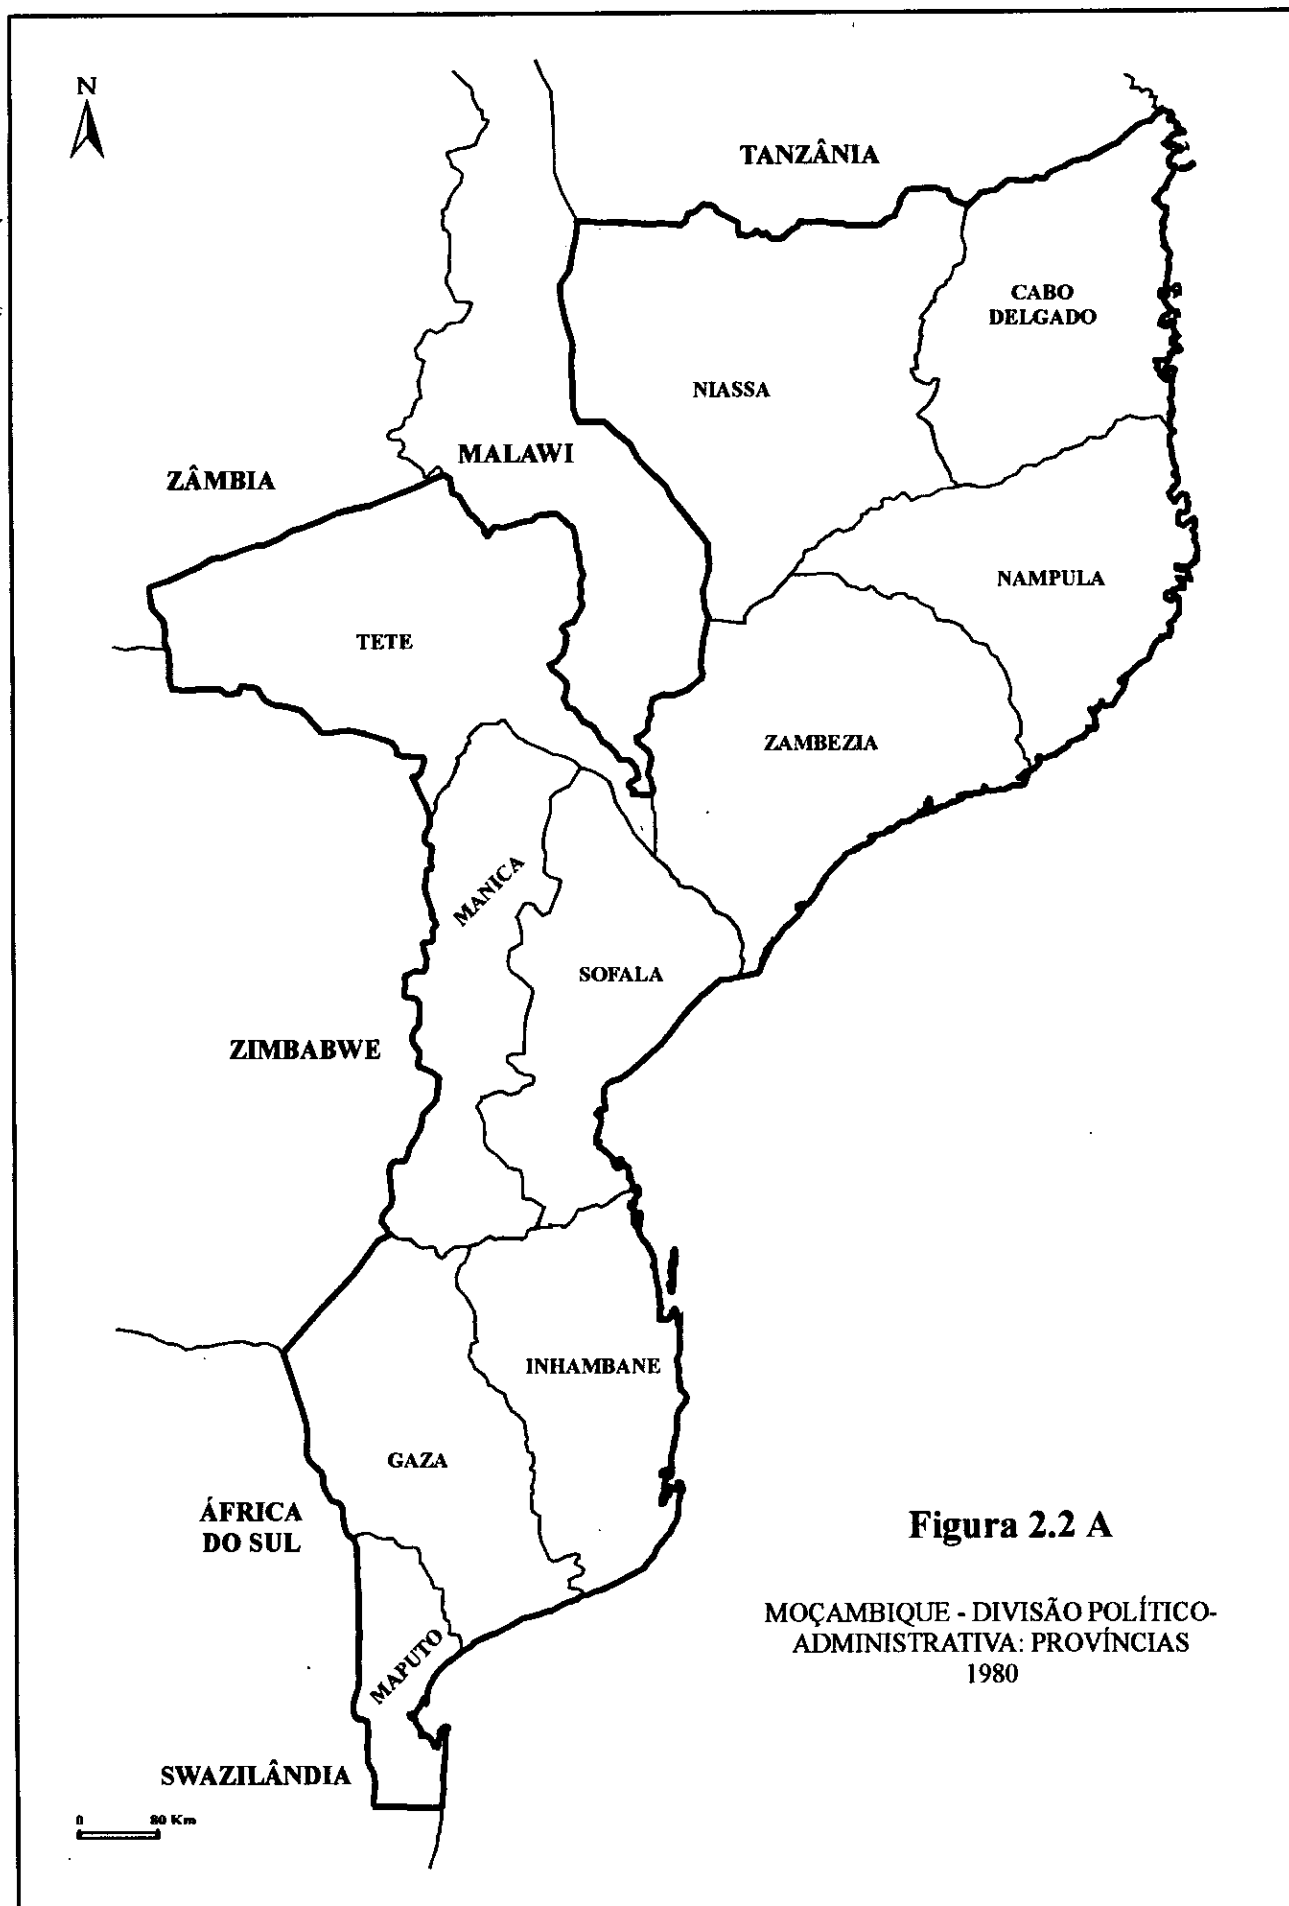 N
TANZÂNIA
CABO
DELGADO
NIASSA
MALAWI
ZÂMBIA
NAMPULA
TETE
ZAMBEZIA
MANICA
SOFALA
ZIMBABWE
INHAMBANE
GAZA
ÁFRICA
DO SUL
Figura 2.2 A
MOÇAMBIQUE - DIVISÃO POLÍTICO-
ADMINISTRATIVA: PROVÍNCIAS
1980
MAPUTO
SWAZILÂNDIA
0 80 Km